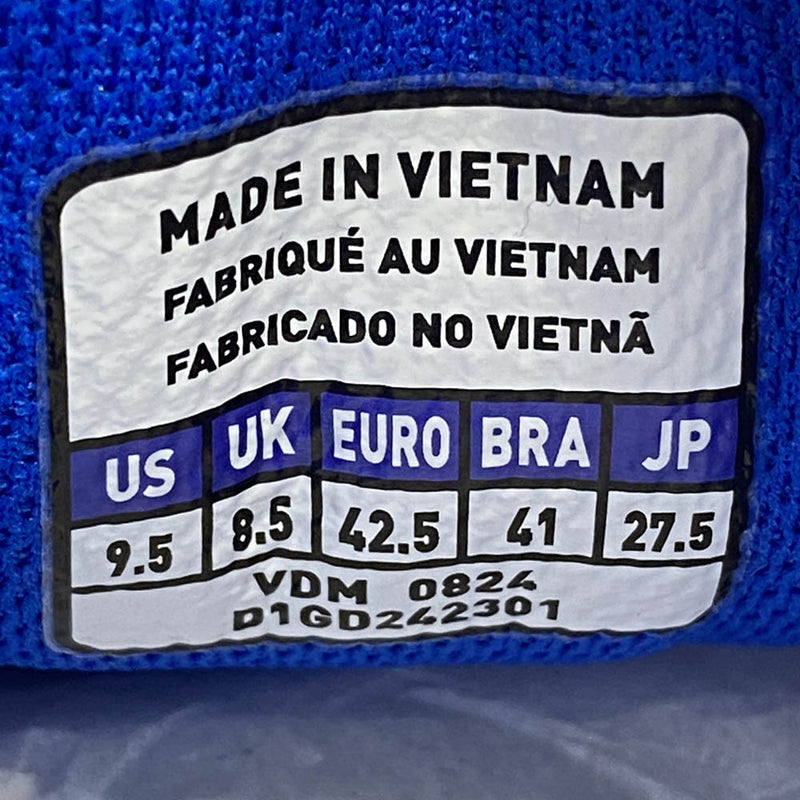 MADE IN VIETNAM
FABRIQUÉ AU VIETNAM
FABRICADO NO VIETNÃ
US UK EURO BRA JP
9.5 8.5 42.5 41 27.5
VDM 0824
D1GD242301